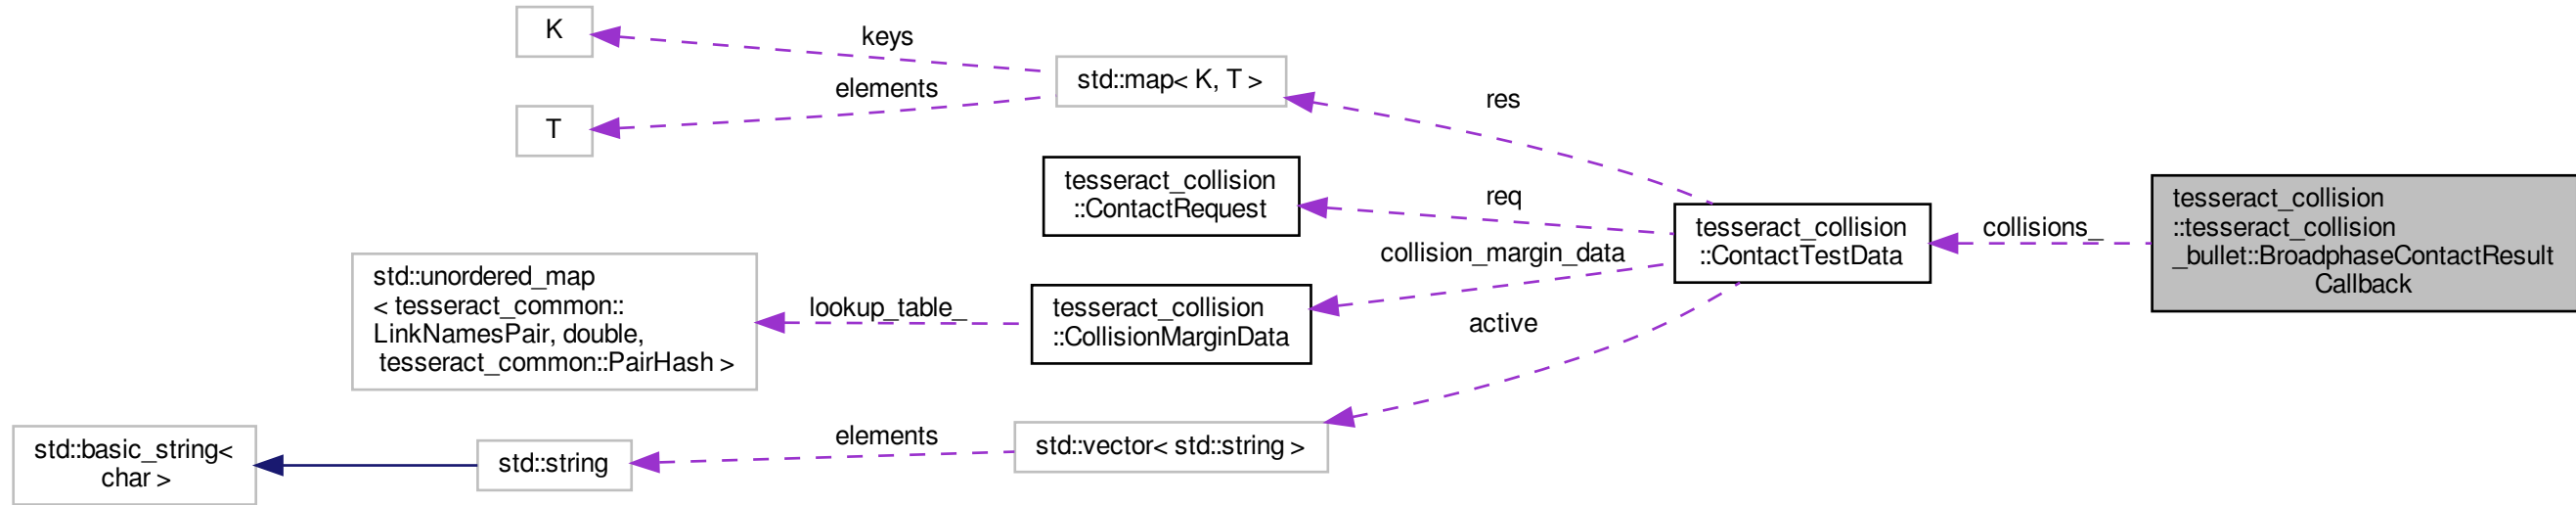 K
keys
std::map< K, T >
elements
T
res
tesseract_collision
::ContactRequest
req
tesseract_collision
::ContactTestData
collisions_
tesseract_collision
::tesseract_collision
_bullet::BroadphaseContactResult
Callback
collision_margin_data
std::unordered_map
< tesseract_common::
LinkNamesPair, double,
tesseract_common::PairHash >
lookup_table_
tesseract_collision
::CollisionMarginData
active
std::basic_string<
char >
std::string
elements
std::vector< std::string >